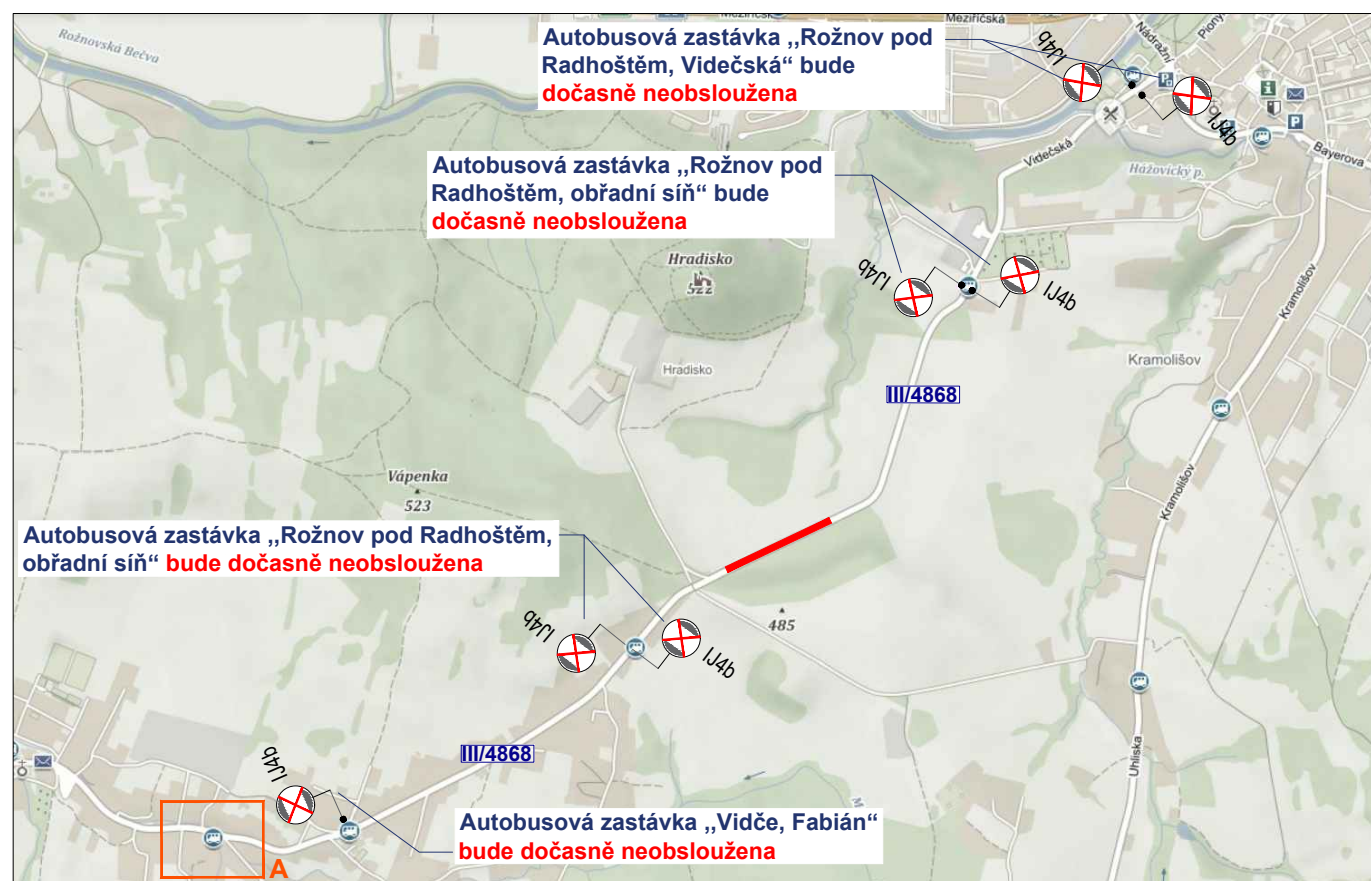 Rožnovská Bečva
Meziříčská
Autobusová zastávka ,,Rožnov pod
Radhoštěm, Videčská“ bude
dočasně neobsloužena
IJ4b
Nádražní
IJ4b
Bayerova
Videčská
Hážovický p.
Autobusová zastávka ,,Rožnov pod
Radhoštěm, obřadní síň“ bude
dočasně neobsloužena
Hradisko
522
IJ4b
IJ4b
Kramolišov
Hradisko
Kramolišov
III/4868
Vápenka
523
Kramolišov
Autobusová zastávka ,,Rožnov pod Radhoštěm,
obřadní síň“ bude dočasně neobsloužena
485
IJ4b
IJ4b
III/4868
Uhliska
IJ4b
Autobusová zastávka ,,Vidče, Fabián“
bude dočasně neobsloužena
A